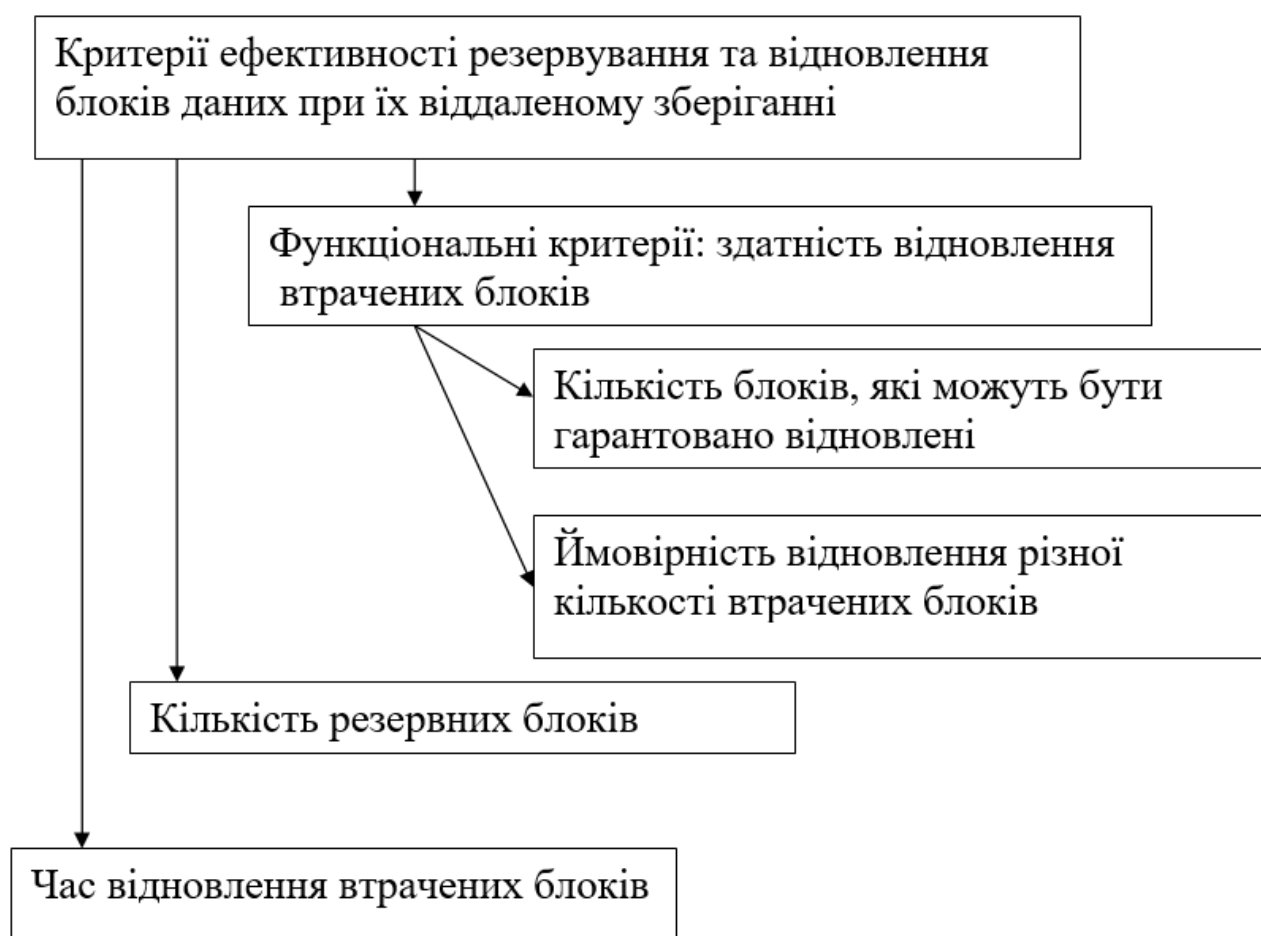 Критерії ефективності резервування та відновлення
блоків даних при їх віддаленому зберіганні
Функціональні критерії: здатність відновлення
втрачених блоків
Кількість блоків, які можуть бути
гарантовано відновлені
Ймовірність відновлення різної
кількості втрачених блоків
Кількість резервних блоків
Час відновлення втрачених блоків